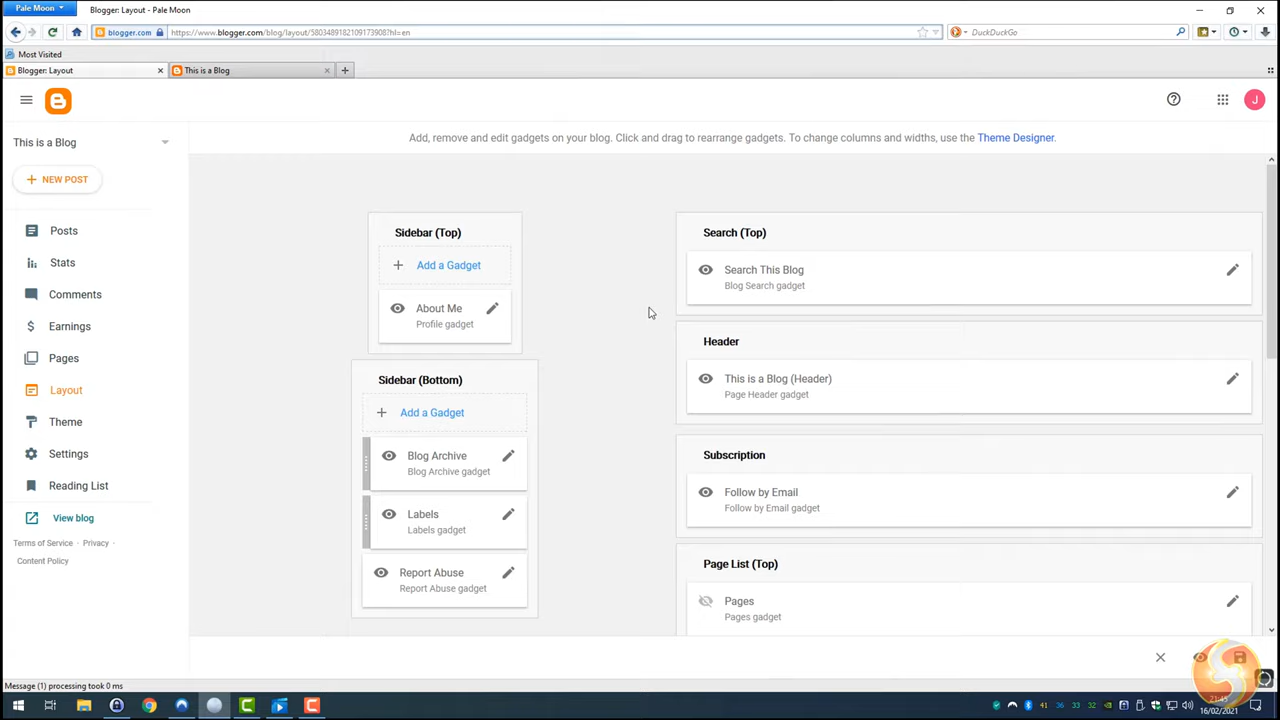 Pale Moon
Blogger: Layout - Pale Moon
blogger.com
https://www.blogger.com/blog/layout/5803489182109173908?hl=en
DuckDuckGo
Most Visited
Blogger: Layout
This is a Blog
J
Add, remove and edit gadgets on your blog. Click and drag to rearrange gadgets. To change columns and widths, use the Theme Designer.
This is a Blog
NEW POST
Posts
Stats
Comments
Earnings
Pages
Layout
Theme
Settings
Reading List
View blog
Terms of Service · Privacy ·
Content Policy
Sidebar (Top)
Add a Gadget
About Me
Profile gadget
Sidebar (Bottom)
Add a Gadget
Blog Archive
Blog Archive gadget
Labels
Labels gadget
Report Abuse
Report Abuse gadget
Search (Top)
Search This Blog
Blog Search gadget
Header
This is a Blog (Header)
Page Header gadget
Subscription
Follow by Email
Follow by Email gadget
Page List (Top)
Pages
Pages gadget
Message (1) processing took 0 ms
41 36 33 32
21:45
16/02/2021